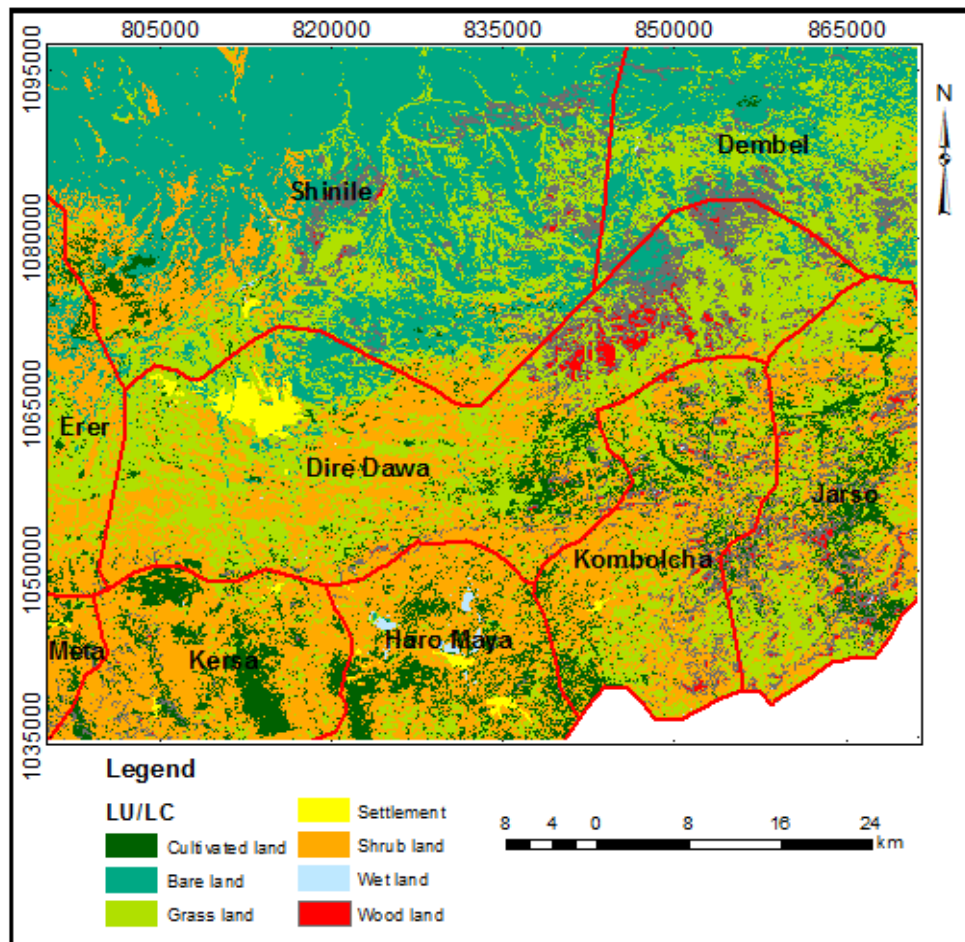 805000 820000 835000 850000 865000
1095000
N
Dembel
Shinile
1080000
1065000
Erer
Dire Dawa
Jarso
Kombolcha
1050000
Haro Maya
Meta
Kersa
1035000
Legend
LU/LC
Cultivated land
Bare land
Grass land
Settlement
Shrub land
Wet land
Wood land
8 4 0 8 16 24
km